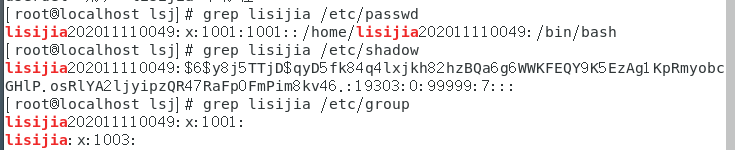 [root@localhost lsj]# grep lisijia /etc/passwd
lisijia202011110049:x:1001:1001::/home/lisijia202011110049:/bin/bash
[root@localhost lsj]# grep lisijia /etc/shadow
lisijia202011110049:$6$y8j5TTjD$qyD5fk84q4lxjkh82hzBQa6g6WWKFEQY9K5EzAg1KpRmyobc
GHlP.osRlYA2ljyipzQR47RaFp0FmPim8kv46.:19303:0:99999:7:::
[root@localhost lsj]# grep lisijia /etc/group
lisijia202011110049:x:1001:
lisijia:x:1003: